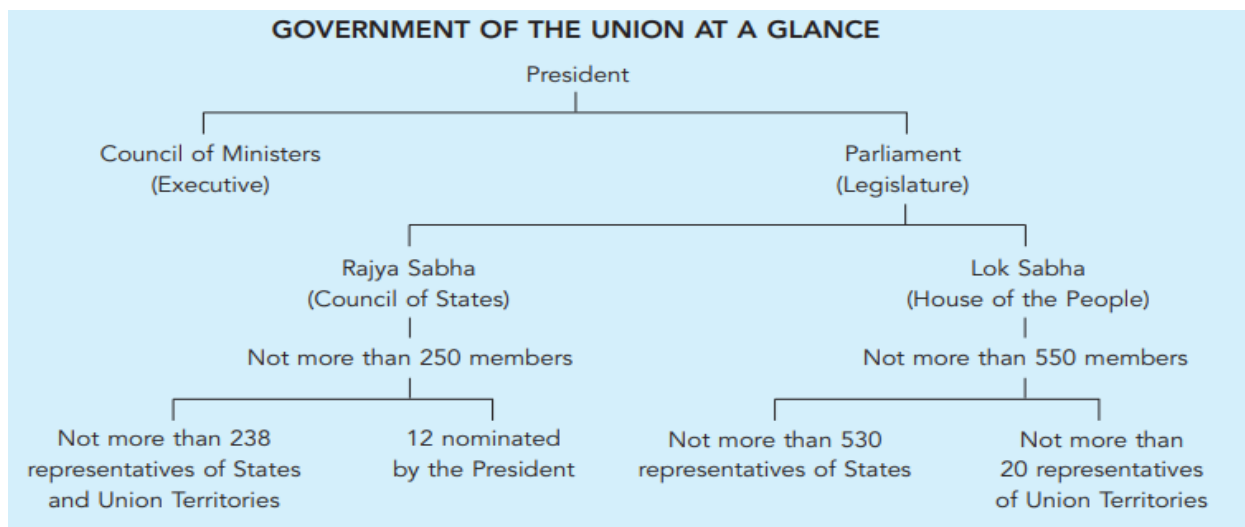 GOVERNMENT OF THE UNION AT A GLANCE
President
Council of Ministers
(Executive)
Parliament
(Legislature)
Rajya Sabha
(Council of States)
Lok Sabha
(House of the People)
Not more than 250 members
Not more than 550 members
Not more than 238
representatives of States
and Union Territories
12 nominated
by the President
Not more than 530
representatives of States
Not more than
20 representatives
of Union Territories